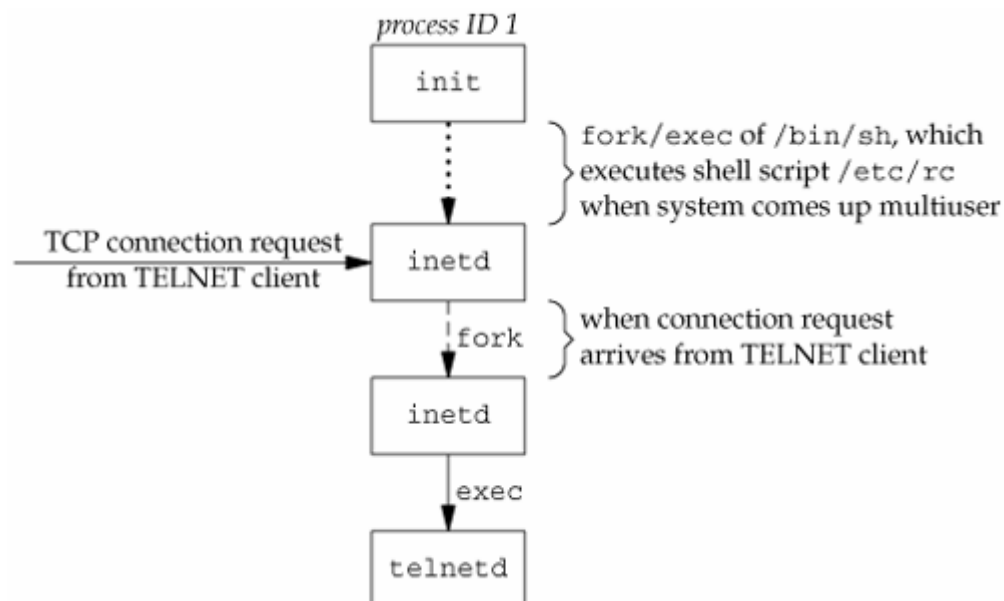 process ID 1
init
fork/exec of /bin/sh, which
executes shell script /etc/rc
when system comes up multiuser
TCP connection request
from TELNET client
inetd
fork
when connection request
arrives from TELNET client
inetd
exec
telnetd